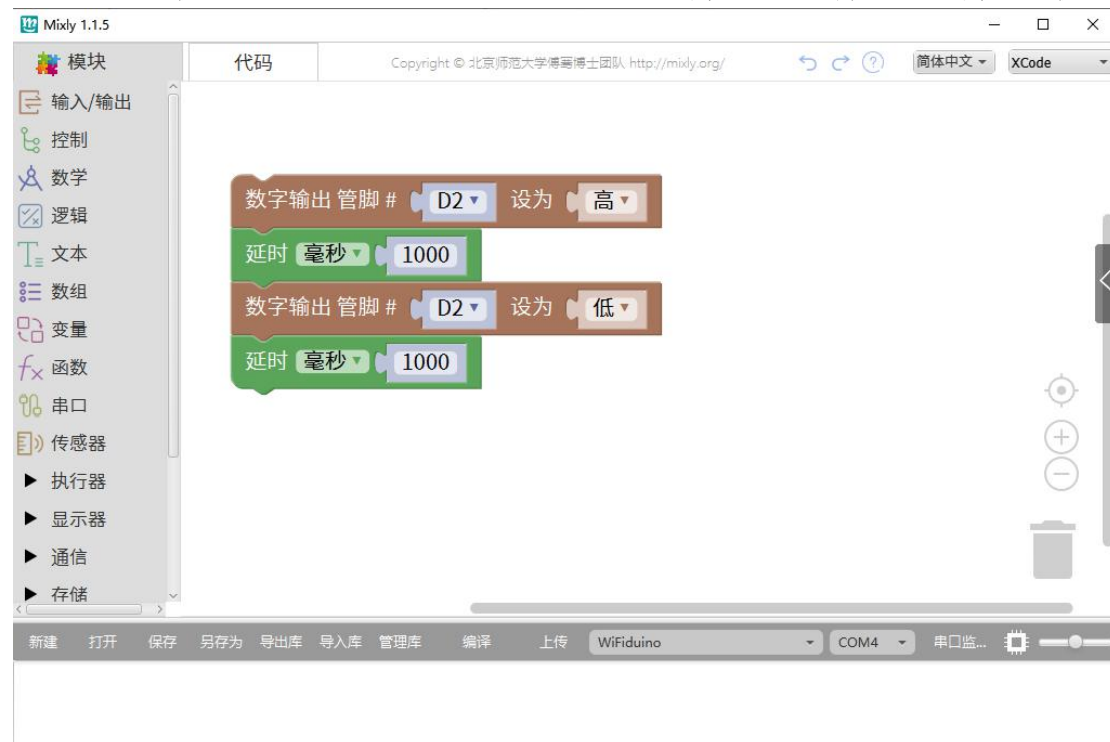 Mixly 1.1.5
模块
代码
Copyright © 北京师范大学傅骞博士团队 http://mixly.org/
简体中文
XCode
输入/输出
控制
数学
逻辑
文本
数组
变量
函数
串口
传感器
执行器
显示器
通信
存储
数字输出 管脚 # D2 设为 高
延时 毫秒 1000
数字输出 管脚 # D2 设为 低
延时 毫秒 1000
新建 打开 保存 另存为 导出库 导入库 管理库 编译 上传 WiFiduino COM4 串口监...